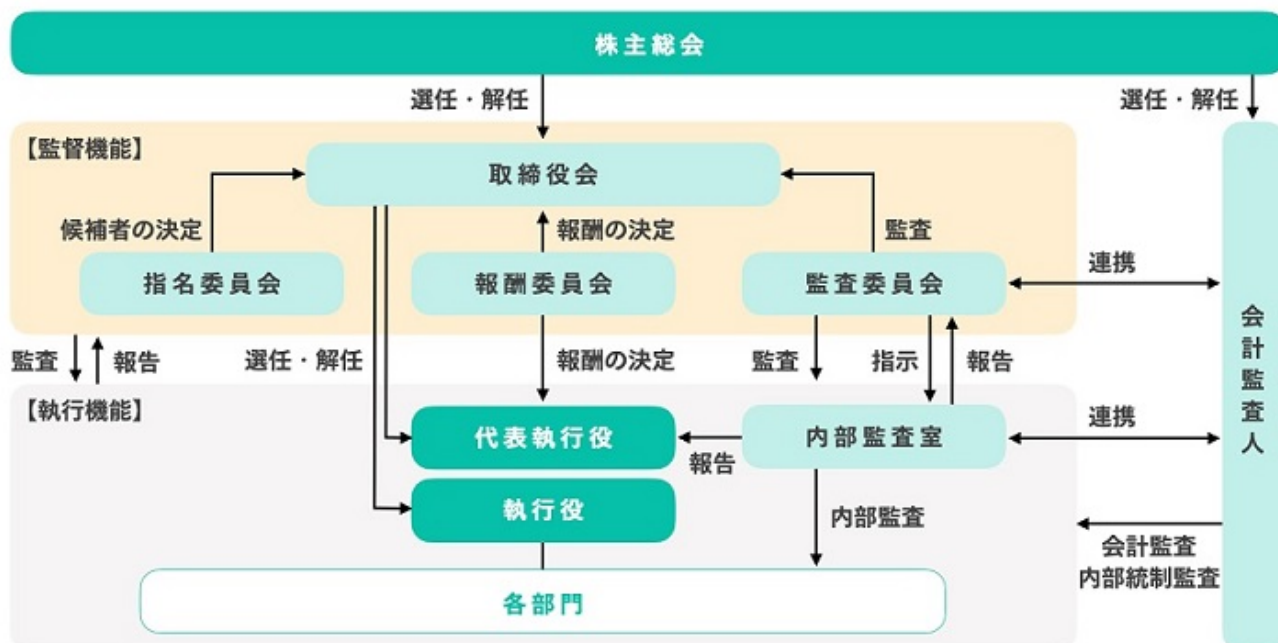 株主総会
選任・解任
選任・解任
【監督機能】
取締役会
候補者の決定
報酬の決定
監査
指名委員会
報酬委員会
監査委員会
連携
会計監査人
監査
報告
選任・解任
報酬の決定
監査
指示
報告
【執行機能】
代表執行役
報告
内部監査室
連携
執行役
内部監査
会計監査
内部統制監査
各部門